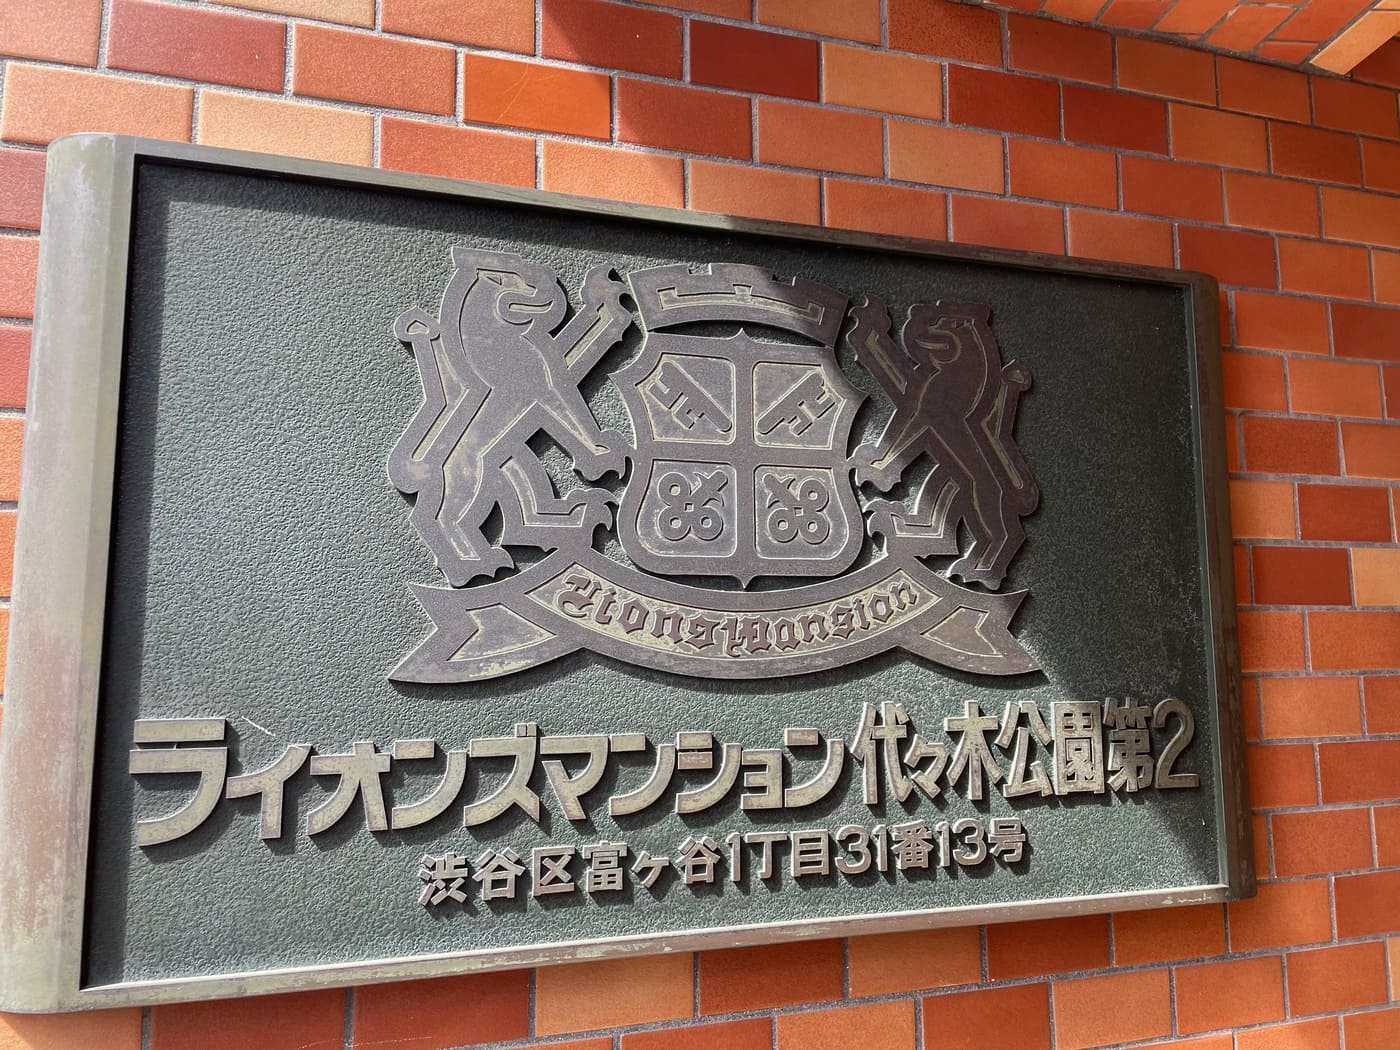 Lions Mansion
ライオンズマンション代々木公園第2
渋谷区富ヶ谷1丁目31番13号